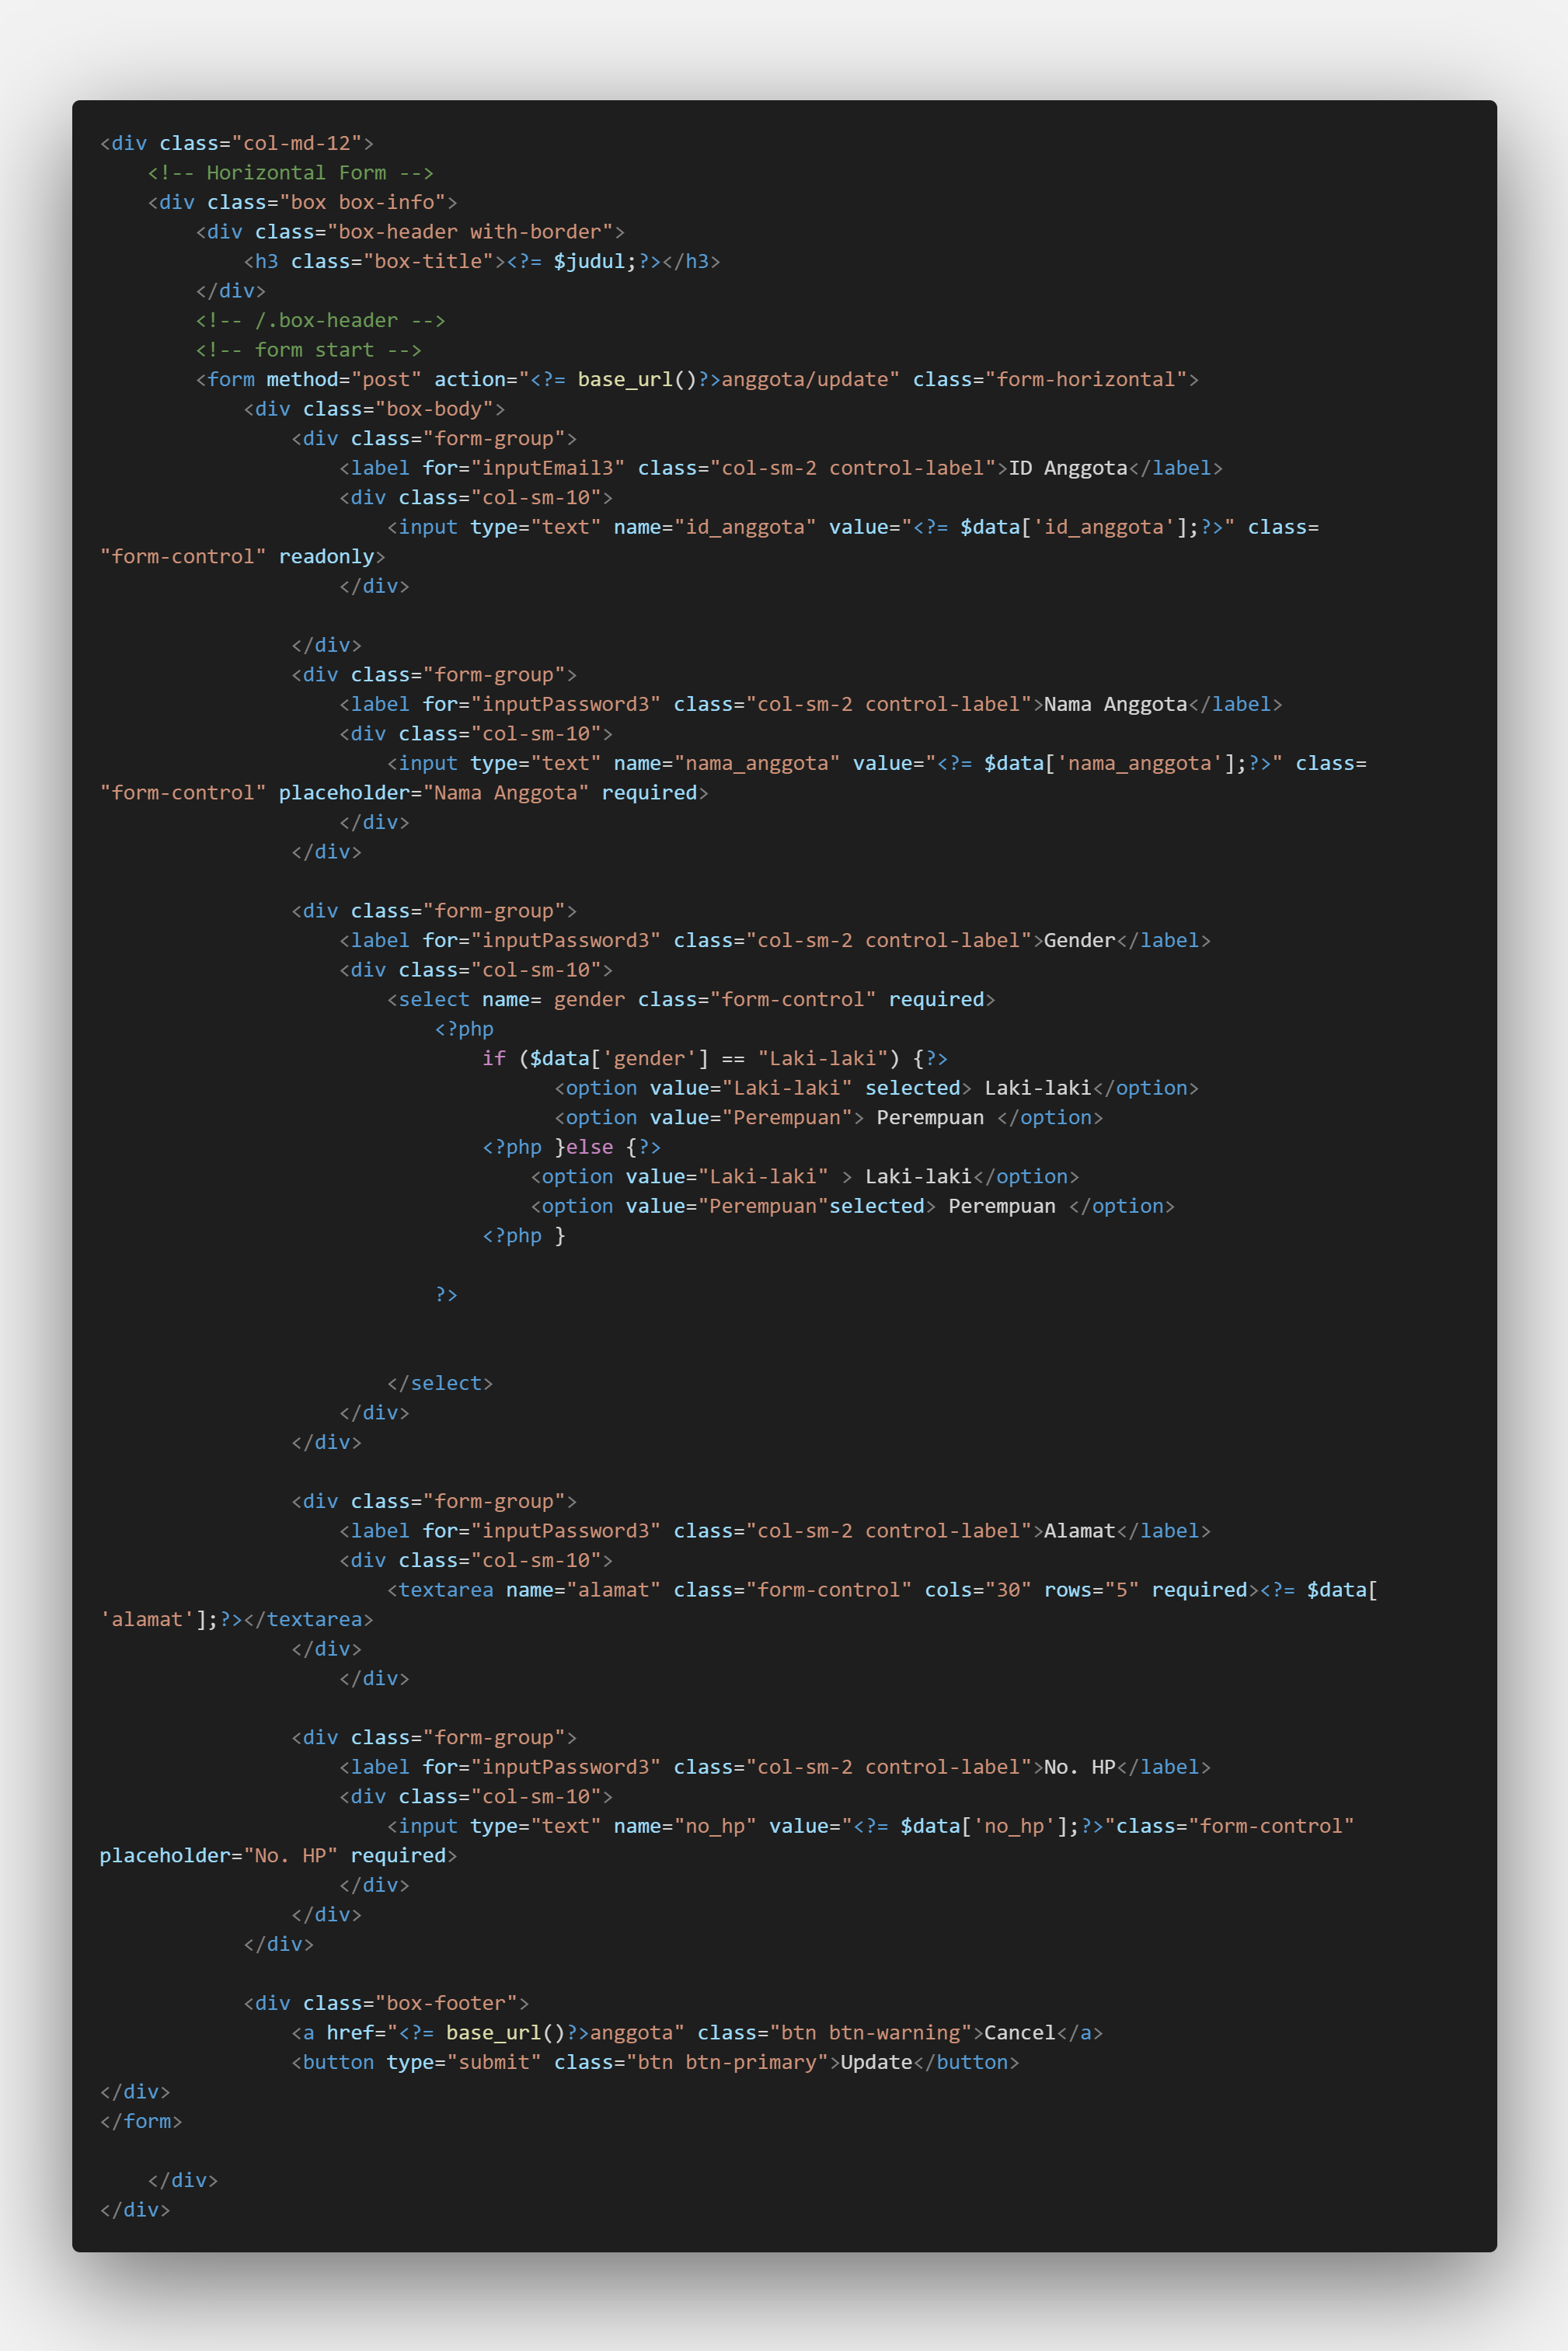 <div class="col-md-12">
    <!-- Horizontal Form -->
    <div class="box box-info">
        <div class="box-header with-border">
            <h3 class="box-title"><?= $judul;?></h3>
        </div>
        <!-- /.box-header -->
        <!-- form start -->
        <form method="post" action="<?= base_url()?>anggota/update" class="form-horizontal">
            <div class="box-body">
                <div class="form-group">
                    <label for="inputEmail3" class="col-sm-2 control-label">ID Anggota</label>
                    <div class="col-sm-10">
                        <input type="text" name="id_anggota" value="<?= $data['id_anggota'];?>" class=
"form-control" readonly>
                    </div>

                </div>
                <div class="form-group">
                    <label for="inputPassword3" class="col-sm-2 control-label">Nama Anggota</label>
                    <div class="col-sm-10">
                        <input type="text" name="nama_anggota" value="<?= $data['nama_anggota'];?>" class=
"form-control" placeholder="Nama Anggota" required>
                    </div>
                </div>

                <div class="form-group">
                    <label for="inputPassword3" class="col-sm-2 control-label">Gender</label>
                    <div class="col-sm-10">
                        <select name= gender class="form-control" required>
                            <?php
                                if ($data['gender'] == "Laki-laki") {?>
                                      <option value="Laki-laki" selected> Laki-laki</option>
                                      <option value="Perempuan"> Perempuan </option>
                                <?php }else {?>
                                    <option value="Laki-laki" > Laki-laki</option>
                                    <option value="Perempuan"selected> Perempuan </option>
                                <?php }

                            ?>


                        </select>
                    </div>
                </div>

                <div class="form-group">
                    <label for="inputPassword3" class="col-sm-2 control-label">Alamat</label>
                    <div class="col-sm-10">
                        <textarea name="alamat" class="form-control" cols="30" rows="5" required><?= $data[
'alamat'];?></textarea>
                </div>
                    </div>

                <div class="form-group">
                    <label for="inputPassword3" class="col-sm-2 control-label">No. HP</label>
                    <div class="col-sm-10">
                        <input type="text" name="no_hp" value="<?= $data['no_hp'];?>"class="form-control"
placeholder="No. HP" required>
                    </div>
                </div>
            </div>

            <div class="box-footer">
                <a href="<?= base_url()?>anggota" class="btn btn-warning">Cancel</a>
                <button type="submit" class="btn btn-primary">Update</button>
</div>
</form>

    </div>
</div>